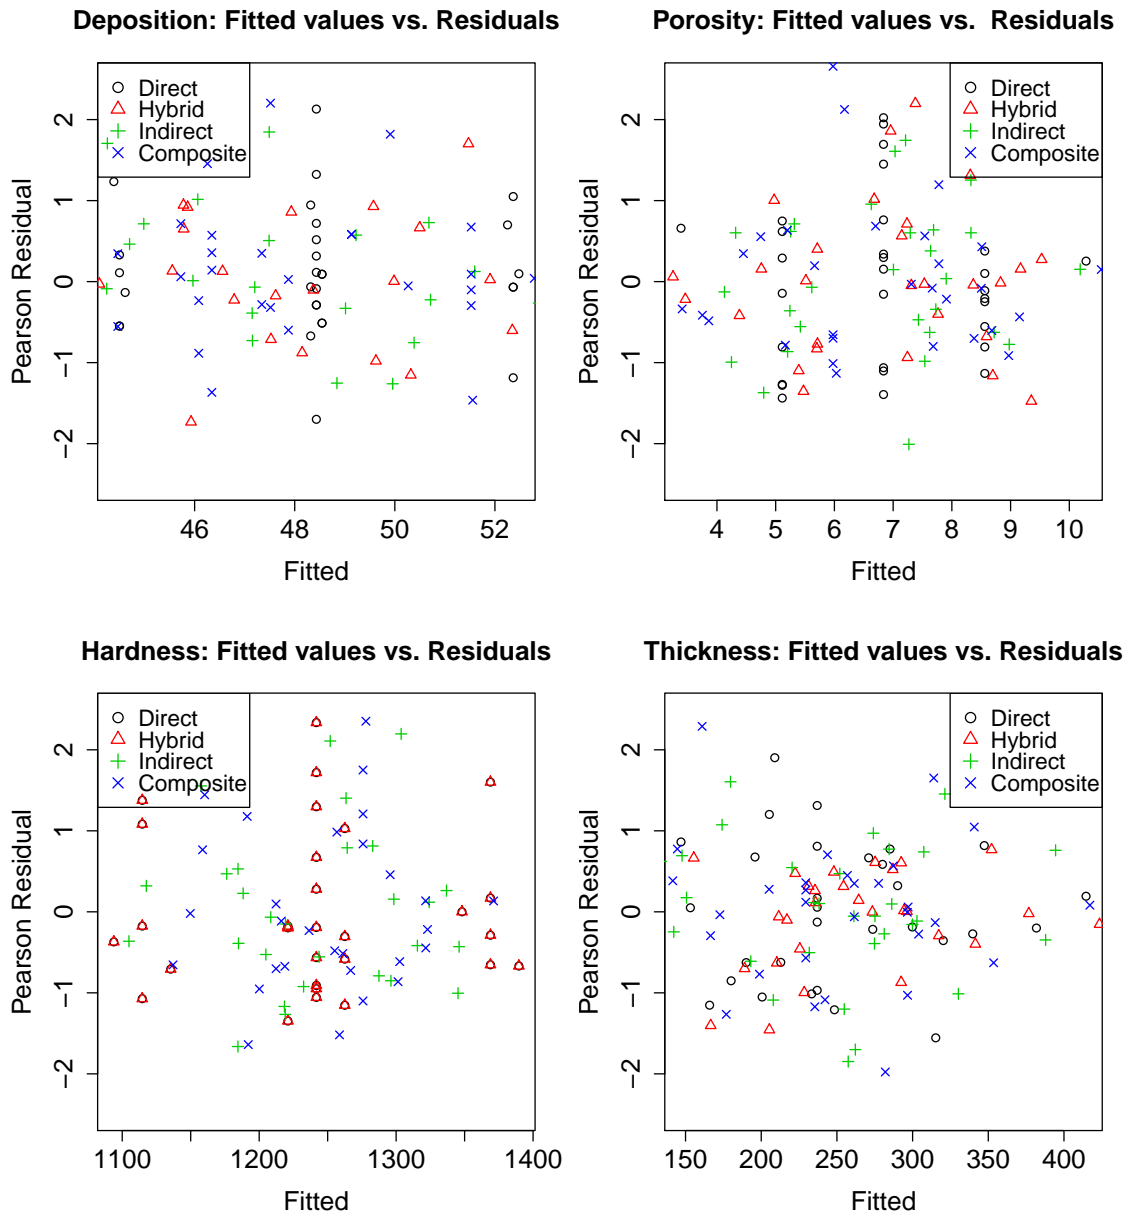 Deposition: Fitted values vs. Residuals
Pearson Residual
2
1
0
−1
−2
Direct
Hybrid
Indirect
Composite
46 48 50 52
Fitted
Porosity: Fitted values vs.  Residuals
Pearson Residual
2
1
0
−1
−2
Direct
Hybrid
Indirect
Composite
4 5 6 7 8 9 10
Fitted
Hardness: Fitted values vs. Residuals
Pearson Residual
2
1
0
−1
−2
Direct
Hybrid
Indirect
Composite
1100 1200 1300 1400
Fitted
Thickness: Fitted values vs. Residuals
Pearson Residual
2
1
0
−1
−2
Direct
Hybrid
Indirect
Composite
150 200 250 300 350 400
Fitted